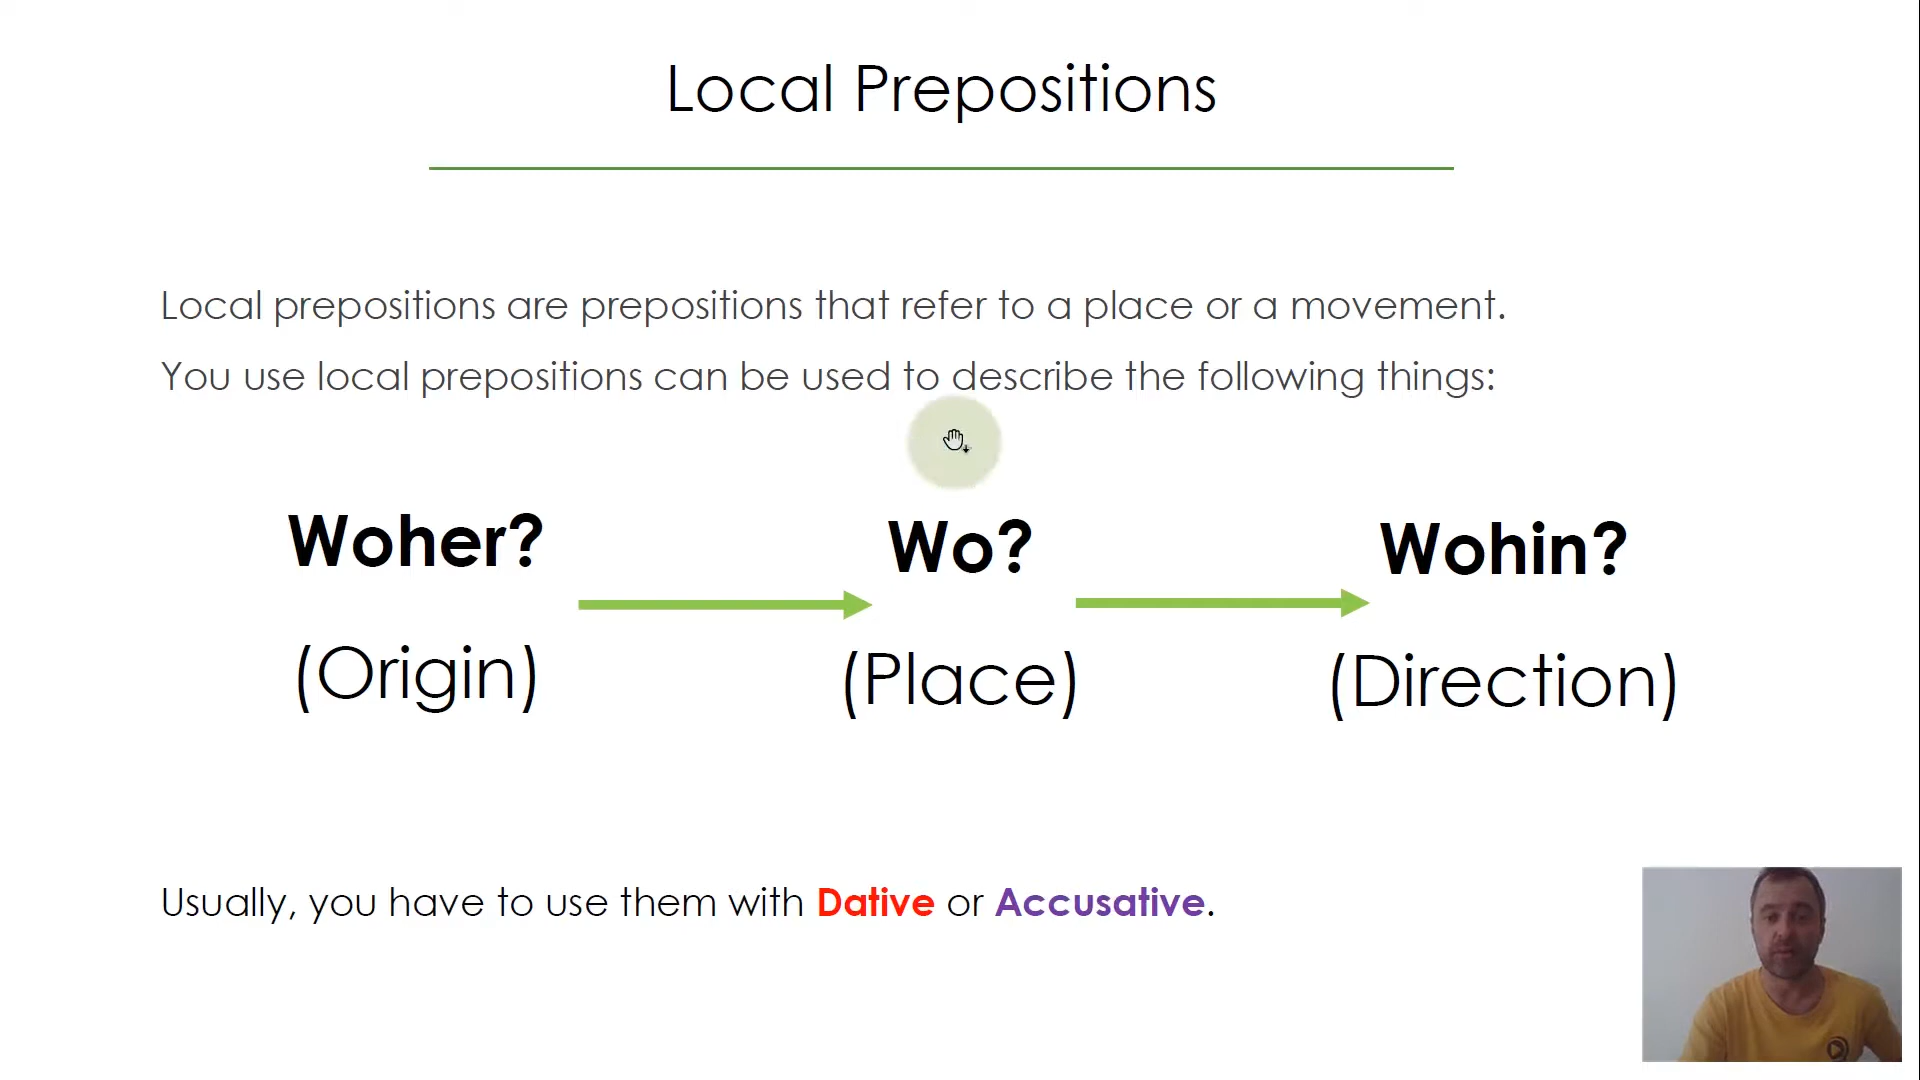 Local Prepositions
Local prepositions are prepositions that refer to a place or a movement.
You use local prepositions can be used to describe the following things:
Woher? Wo? Wohin?
(Origin) (Place) (Direction)
Usually, you have to use them with Dative or Accusative.